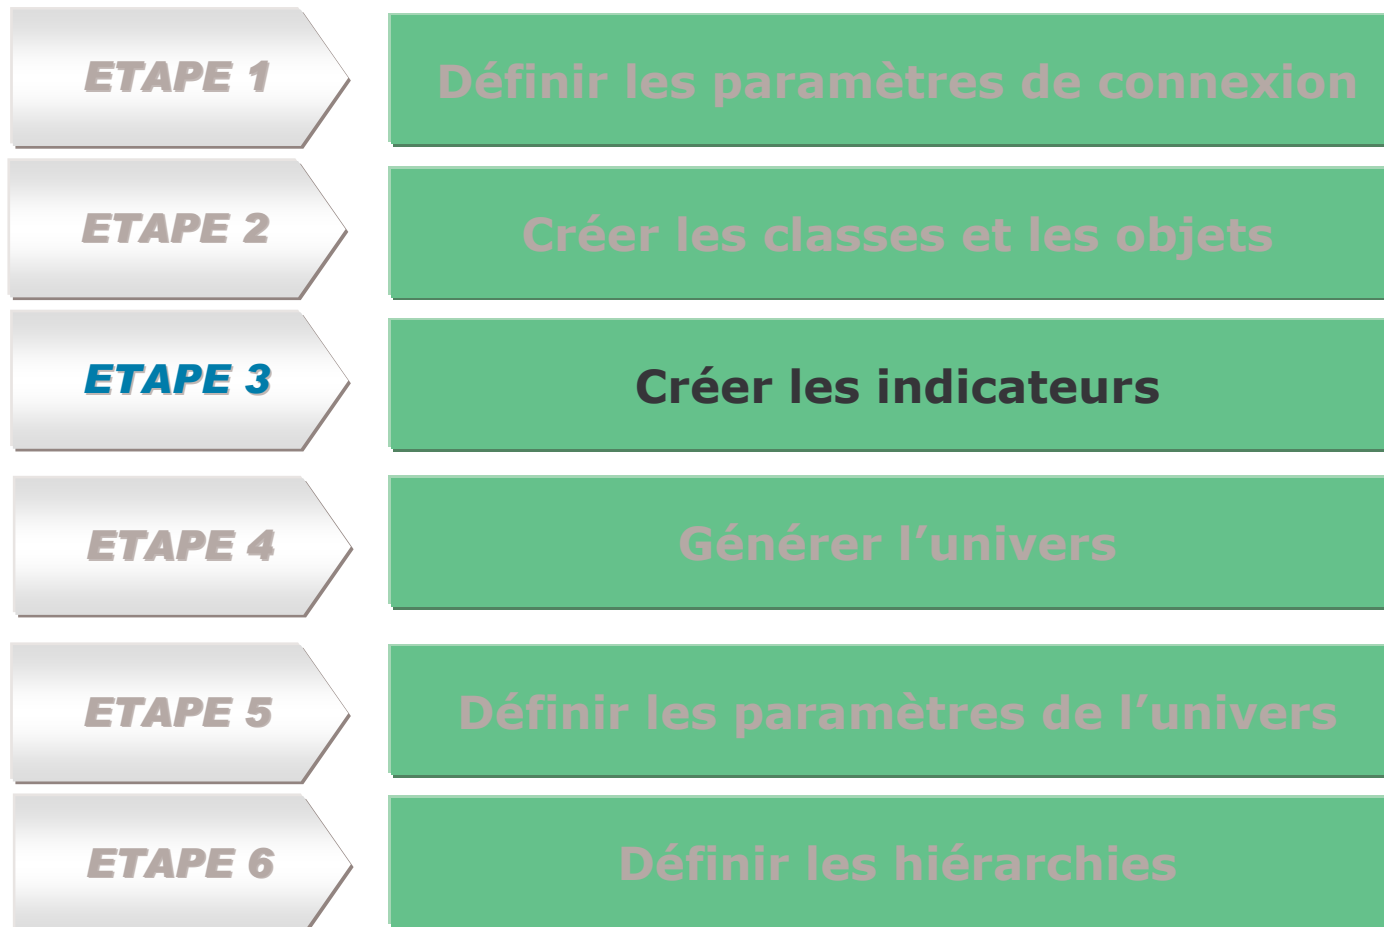 ETAPE 1
Définir les paramètres de connexion
ETAPE 2
Créer les classes et les objets
ETAPE 3
Créer les indicateurs
ETAPE 4
Générer l’univers
ETAPE 5
Définir les paramètres de l’univers
ETAPE 6
Définir les hiérarchies